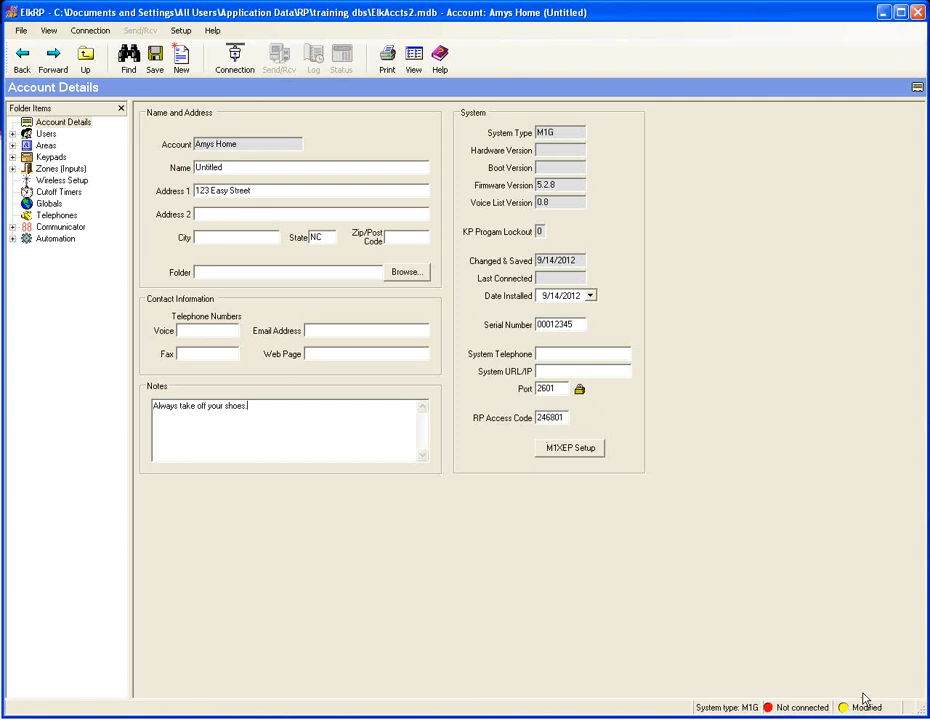 ElkRP - C:\Documents and Settings\All Users\Application Data\RP\training dbs\ElkAccts2.mdb - Account: Amys Home (Untitled)
File View Connection Send/Rcv Setup Help
Back Forward Up Find Save New Connection Send/Rcv Log Status Print View Help
Account Details
Folder Items
Account Details
Users
Areas
Keypads
Zones (Inputs)
Wireless Setup
Cutoff Timers
Globals
Telephones
Communicator
Automation
Name and Address
Account Amys Home
Name Untitled
Address 1 123 Easy Street
Address 2
City State NC Zip/Post Code
Folder Browse...
Contact Information
Telephone Numbers
Voice Email Address
Fax Web Page
Notes
Always take off your shoes.
System
System Type M1G
Hardware Version
Boot Version
Firmware Version 5.2.8
Voice List Version 0.8
KP Progam Lockout 0
Changed & Saved 9/14/2012
Last Connected
Date Installed 9/14/2012
Serial Number 00012345
System Telephone
System URL/IP
Port 2601
RP Access Code 246801
M1XEP Setup
System type: M1G Not connected Modified